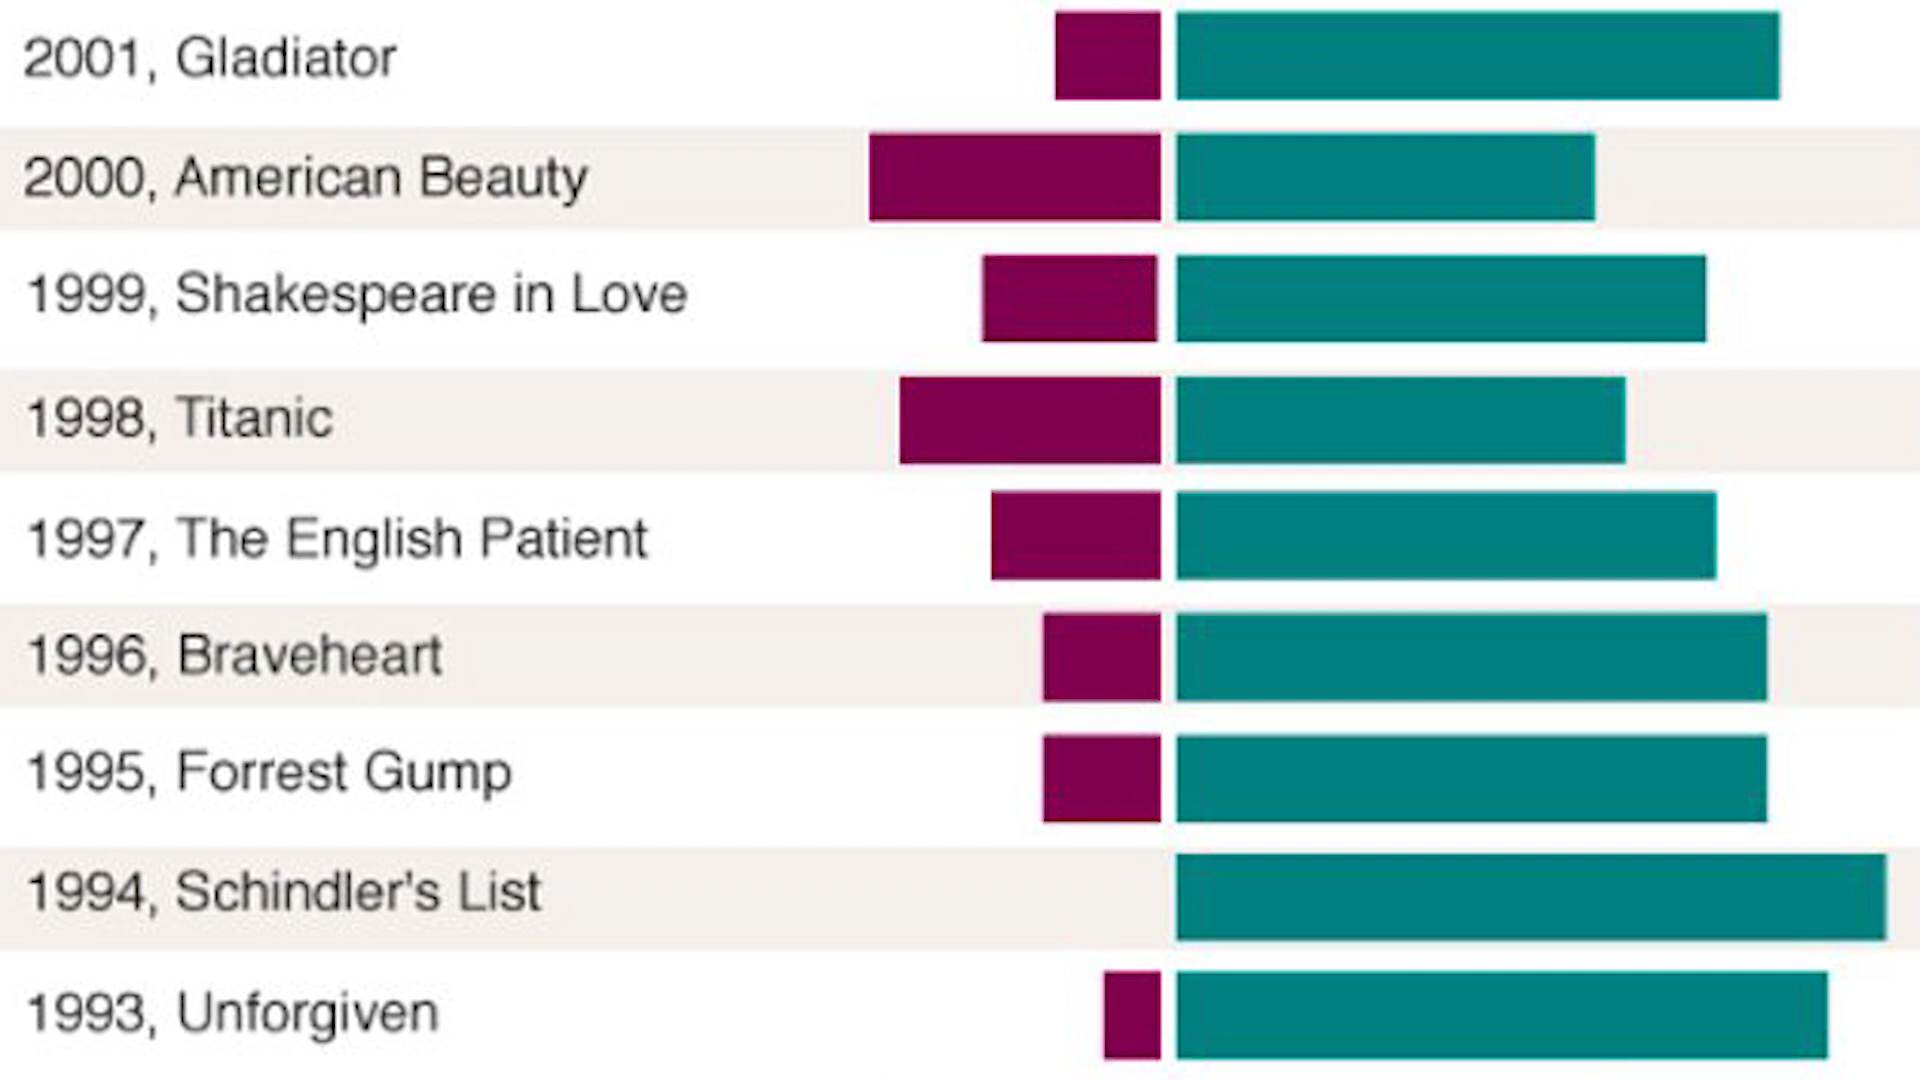 2001, Gladiator
2000, American Beauty
1999, Shakespeare in Love
1998, Titanic
1997, The English Patient
1996, Braveheart
1995, Forrest Gump
1994, Schindler's List
1993, Unforgiven